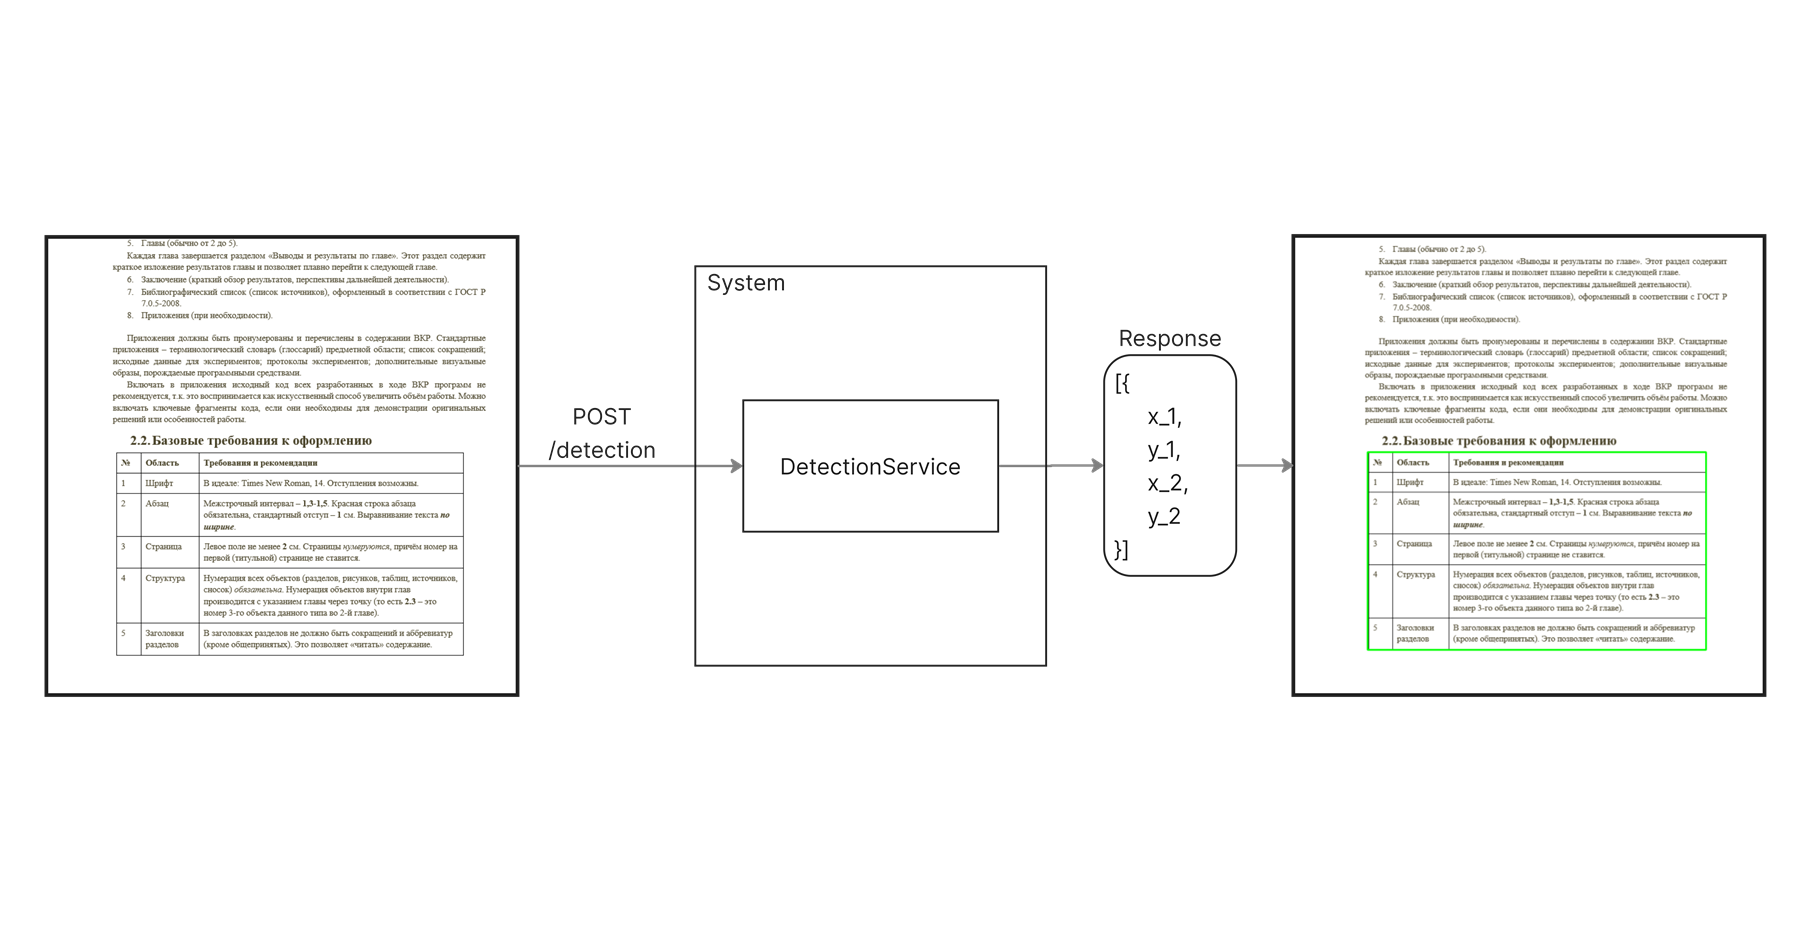 5. Главы (обычно от 2 до 5).
Каждая глава завершается разделом «Выводы и результаты по главе». Этот раздел содержит
краткое изложение результатов главы и позволяет плавно перейти к следующей главе.
6. Заключение (краткий обзор результатов, перспективы дальнейшей деятельности).
7. Библиографический список (список источников), оформленный в соответствии с ГОСТ Р
7.0.5-2008.
8. Приложения (при необходимости).
Приложения должны быть пронумерованы и перечислены в содержании ВКР. Стандартные
приложения – терминологический словарь (глоссарий) предметной области; список сокращений;
исходные данные для экспериментов; протоколы экспериментов; дополнительные визуальные
образы, порождаемые программными средствами.
Включать в приложения исходный код всех разработанных в ходе ВКР программ не
рекомендуется, т.к. это воспринимается как искусственный способ увеличить объём работы. Можно
включать ключевые фрагменты кода, если они необходимы для демонстрации оригинальных
решений или особенностей работы.
2.2. Базовые требования к оформлению
№ Область Требования и рекомендации
1 Шрифт В идеале: Times New Roman, 14. Отступления возможны.
2 Абзац Межстрочный интервал – 1,3-1,5. Красная строка абзаца
обязательна, стандартный отступ – 1 см. Выравнивание текста по
ширине.
3 Страница Левое поле не менее 2 см. Страницы нумеруются, причём номер на
первой (титульной) странице не ставится.
4 Структура Нумерация всех объектов (разделов, рисунков, таблиц, источников,
сносок) обязательна. Нумерация объектов внутри глав
производится с указанием главы через точку (то есть 2.3 – это
номер 3-го объекта данного типа во 2-й главе).
5 Заголовки В заголовках разделов не должно быть сокращений и аббревиатур
разделов (кроме общепринятых). Это позволяет «читать» содержание.
POST
/detection
System
DetectionService
Response
[{
x_1,
y_1,
x_2,
y_2
}]
5. Главы (обычно от 2 до 5).
Каждая глава завершается разделом «Выводы и результаты по главе». Этот раздел содержит
краткое изложение результатов главы и позволяет плавно перейти к следующей главе.
6. Заключение (краткий обзор результатов, перспективы дальнейшей деятельности).
7. Библиографический список (список источников), оформленный в соответствии с ГОСТ Р
7.0.5-2008.
8. Приложения (при необходимости).
Приложения должны быть пронумерованы и перечислены в содержании ВКР. Стандартные
приложения – терминологический словарь (глоссарий) предметной области; список сокращений;
исходные данные для экспериментов; протоколы экспериментов; дополнительные визуальные
образы, порождаемые программными средствами.
Включать в приложения исходный код всех разработанных в ходе ВКР программ не
рекомендуется, т.к. это воспринимается как искусственный способ увеличить объём работы. Можно
включать ключевые фрагменты кода, если они необходимы для демонстрации оригинальных
решений или особенностей работы.
2.2. Базовые требования к оформлению
№ Область Требования и рекомендации
1 Шрифт В идеале: Times New Roman, 14. Отступления возможны.
2 Абзац Межстрочный интервал – 1,3-1,5. Красная строка абзаца
обязательна, стандартный отступ – 1 см. Выравнивание текста по
ширине.
3 Страница Левое поле не менее 2 см. Страницы нумеруются, причём номер на
первой (титульной) странице не ставится.
4 Структура Нумерация всех объектов (разделов, рисунков, таблиц, источников,
сносок) обязательна. Нумерация объектов внутри глав
производится с указанием главы через точку (то есть 2.3 – это
номер 3-го объекта данного типа во 2-й главе).
5 Заголовки В заголовках разделов не должно быть сокращений и аббревиатур
разделов (кроме общепринятых). Это позволяет «читать» содержание.